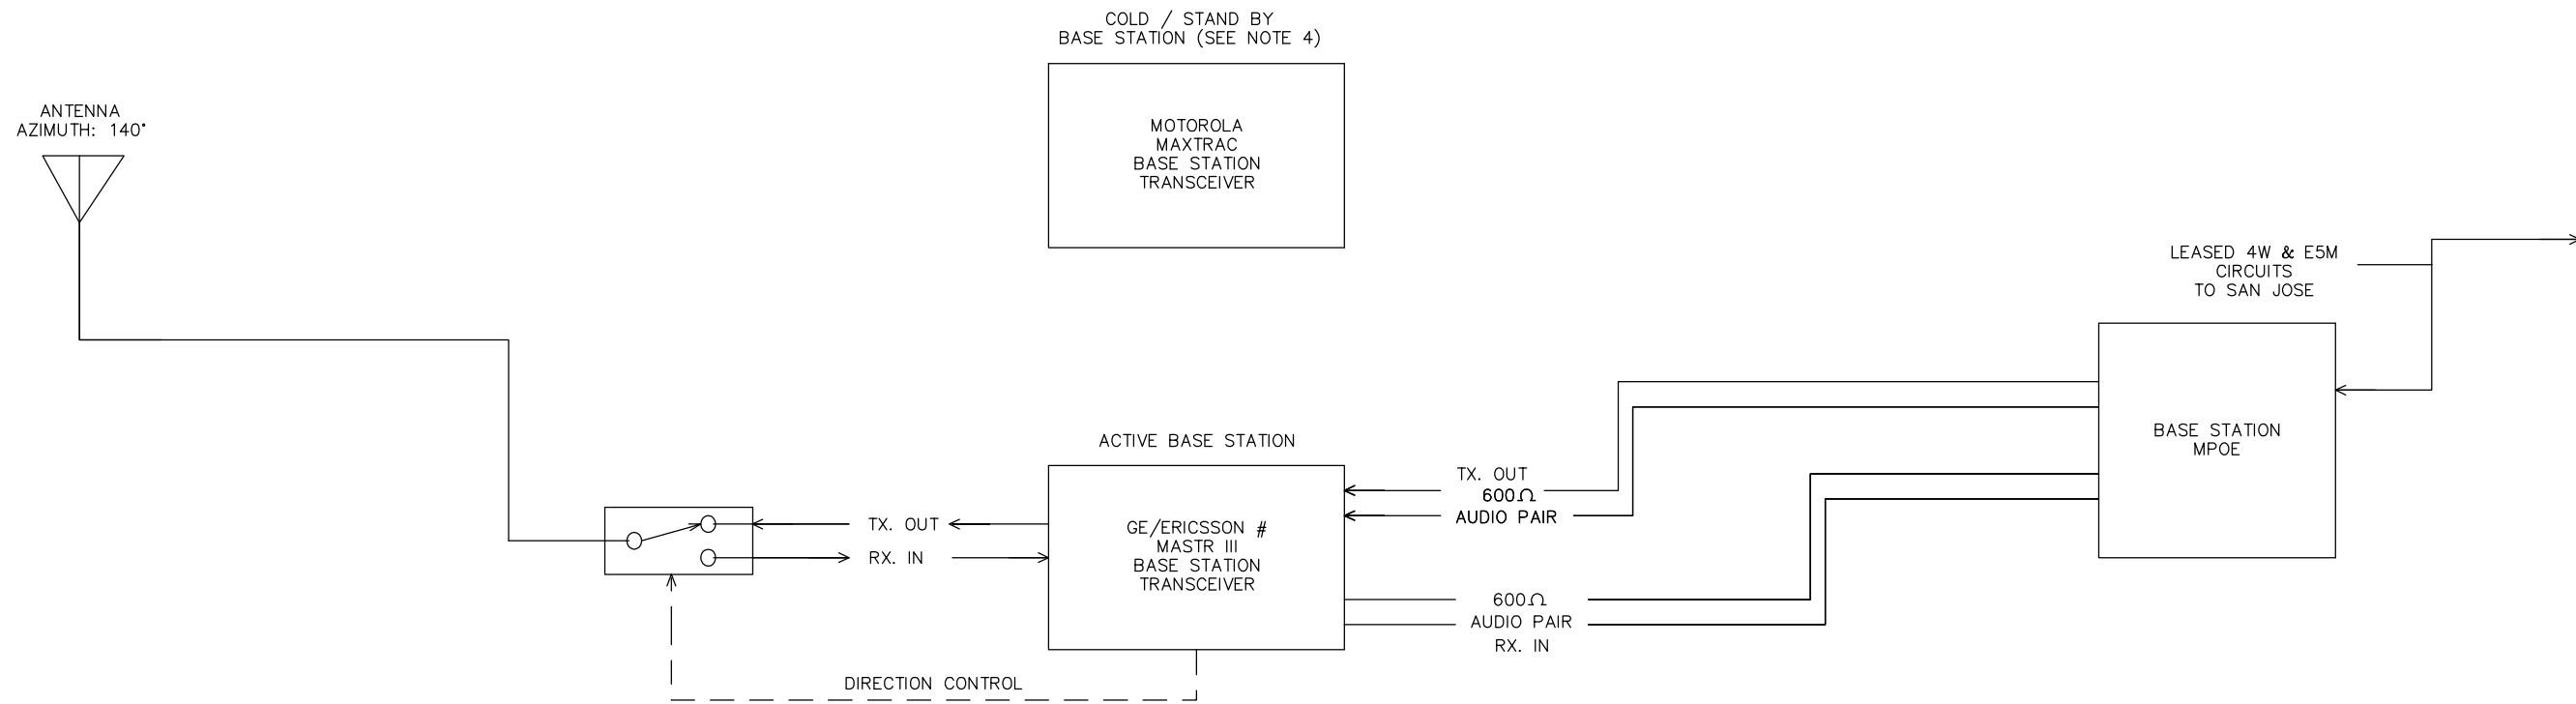 COLD / STAND BY
BASE STATION (SEE NOTE 4)
ANTENNA
AZIMUTH: 140°
MOTOROLA
MAXTRAC
BASE STATION
TRANSCEIVER
LEASED 4W & E5M
CIRCUITS
TO SAN JOSE
BASE STATION
MPOE
ACTIVE BASE STATION
TX. OUT
600Ω
AUDIO PAIR
TX. OUT
RX. IN
GE/ERICSSON #
MASTR III
BASE STATION
TRANSCEIVER
600Ω
AUDIO PAIR
RX. IN
DIRECTION CONTROL